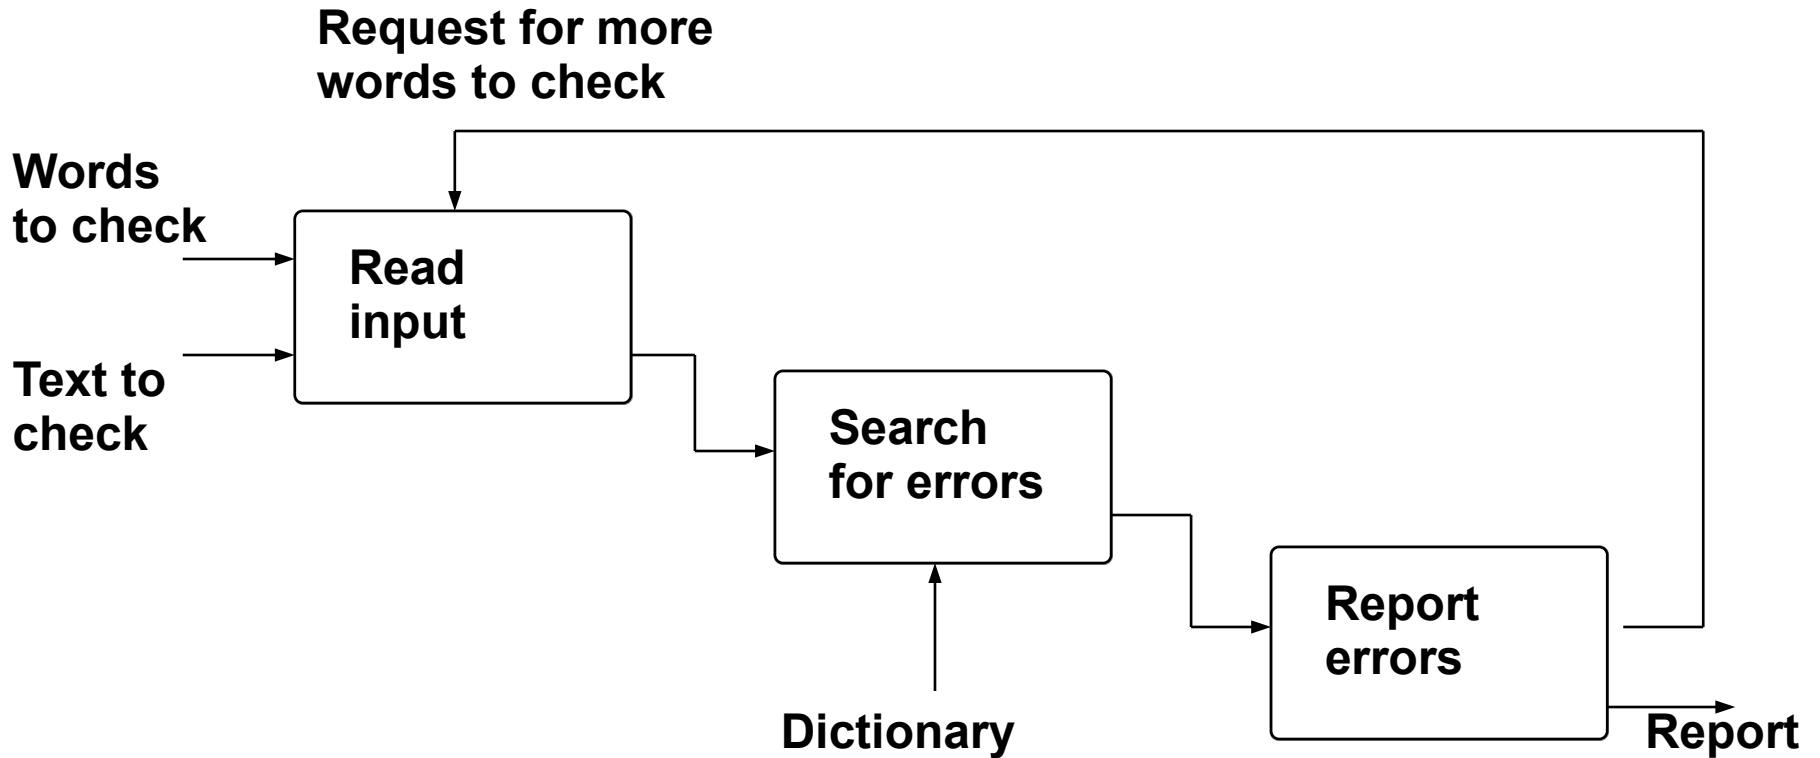 Request for more
words to check
Words
to check
Read
input
Text to
check
Search
for errors
Report
errors
Dictionary
Report